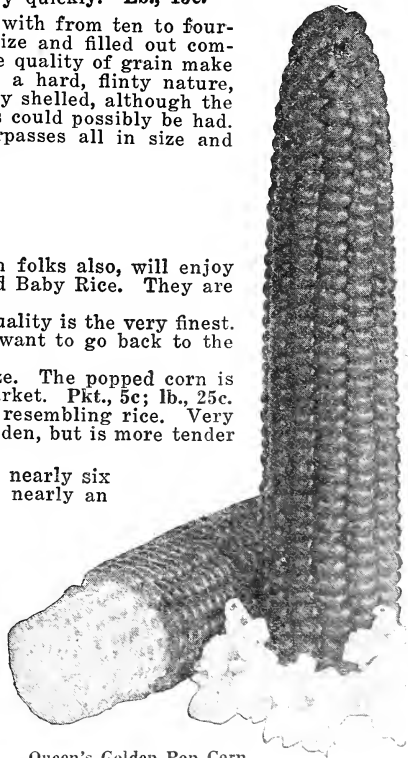 quickly. Lb., 15c.
with from ten to four-
ize and filled out com-
quality of grain make
a hard, flinty nature,
y shelled, although the
could possibly be had.
rpasses all in size and
folks also, will enjoy
Baby Rice. They are
uality is the very finest.
want to go back to the
e. The popped corn is
rket. Pkt., 5c; lb., 25c.
resembling rice. Very
den, but is more tender
nearly six
nearly an
Queen's Golden Pop Corn